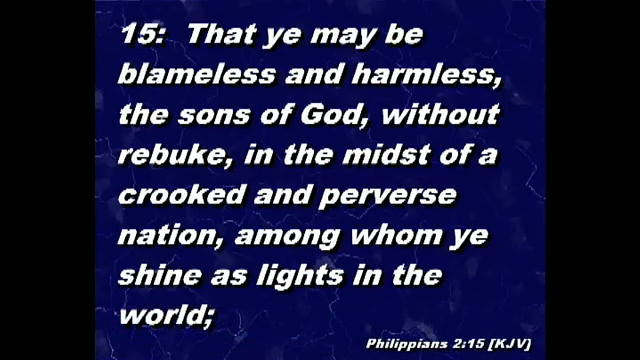 15: That ye may be
blameless and harmless,
the sons of God, without
rebuke, in the midst of a
crooked and perverse
nation, among whom ye
shine as lights in the
world;
Philippians 2:15 [KJV]